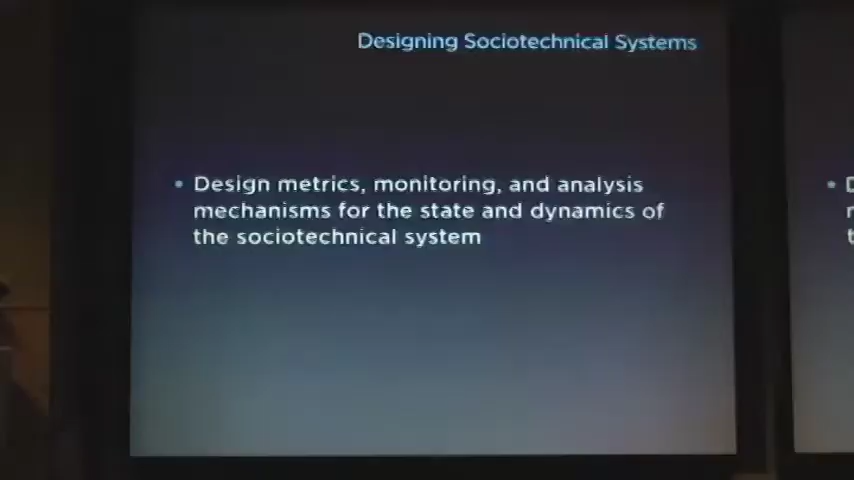 Designing Sociotechnical Systems
• Design metrics, monitoring, and analysis
mechanisms for the state and dynamics of
the sociotechnical system